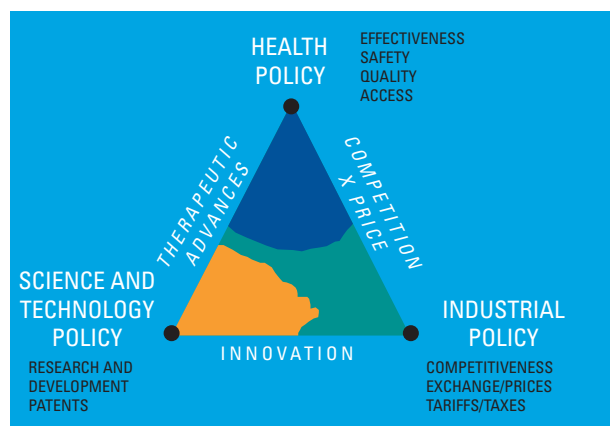 HEALTH
POLICY
EFFECTIVENESS
SAFETY
QUALITY
ACCESS
THERAPEUTIC
ADVANCES
COMPETITION
X PRICE
SCIENCE AND
TECHNOLOGY
POLICY
RESEARCH AND
DEVELOPMENT
PATENTS
INNOVATION
INDUSTRIAL
POLICY
COMPETITIVENESS
EXCHANGE/PRICES
TARIFFS/TAXES